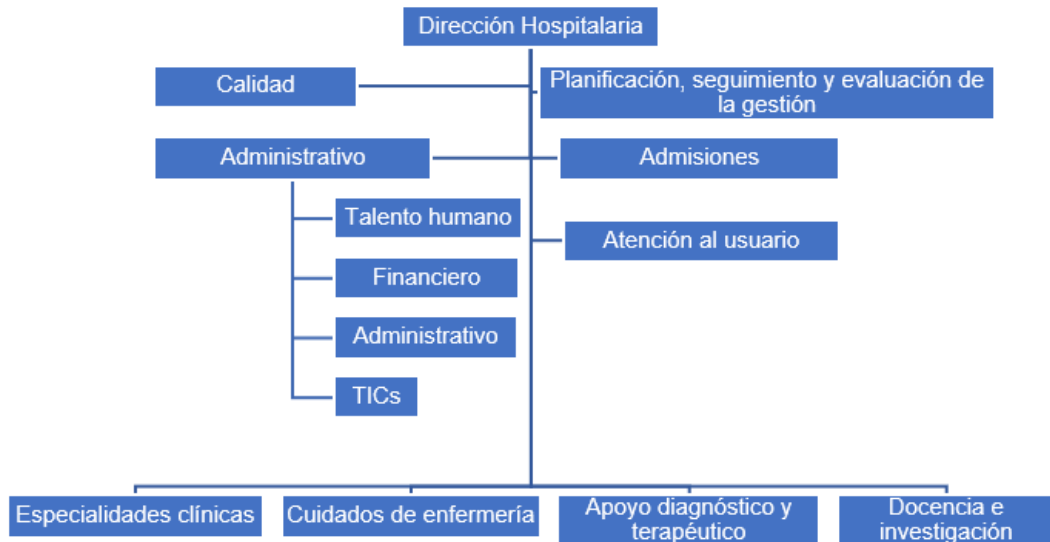 Dirección Hospitalaria
Calidad
Planificación, seguimiento y evaluación de
la gestión
Administrativo
Admisiones
Talento humano
Atención al usuario
Financiero
Administrativo
TICs
Especialidades clínicas
Cuidados de enfermería
Apoyo diagnóstico y
terapéutico
Docencia e
investigación